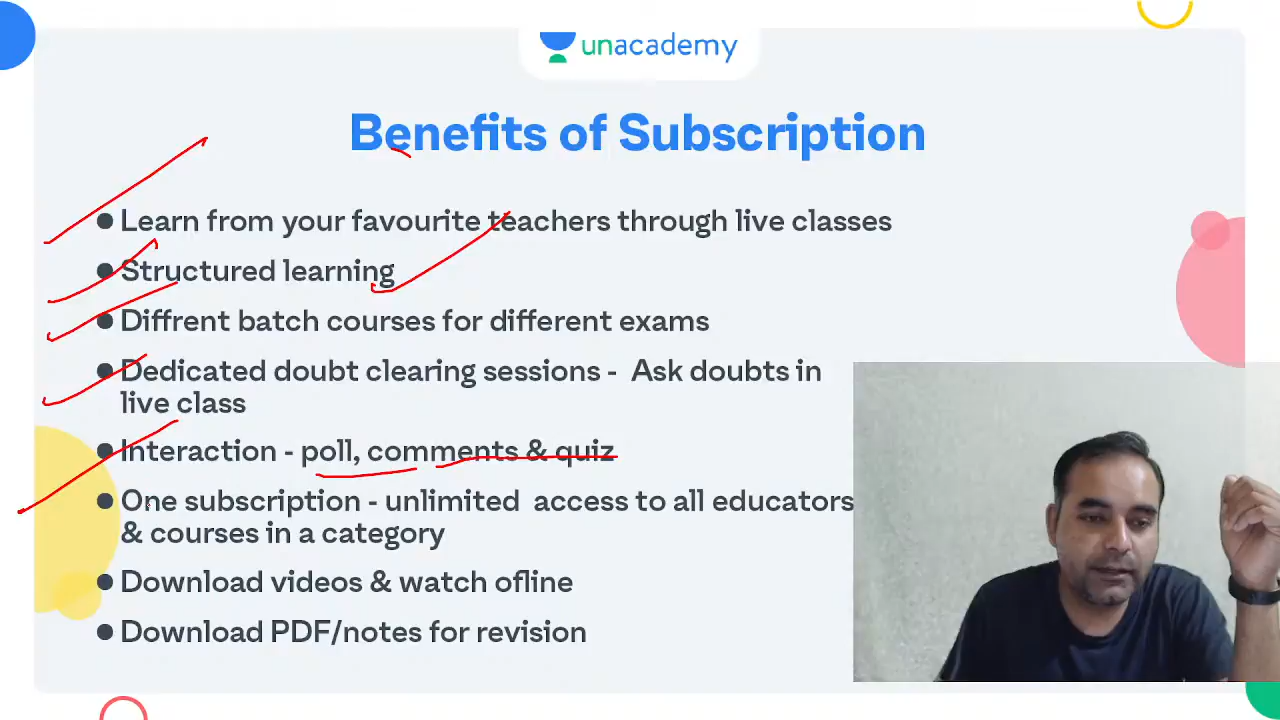 unacademy
Benefits of Subscription
● Learn from your favourite teachers through live classes
● Structured learning
● Diffrent batch courses for different exams
● Dedicated doubt clearing sessions - Ask doubts in
live class
● Interaction - poll, comments & quiz
● One subscription - unlimited access to all educators
& courses in a category
● Download videos & watch ofline
● Download PDF/notes for revision